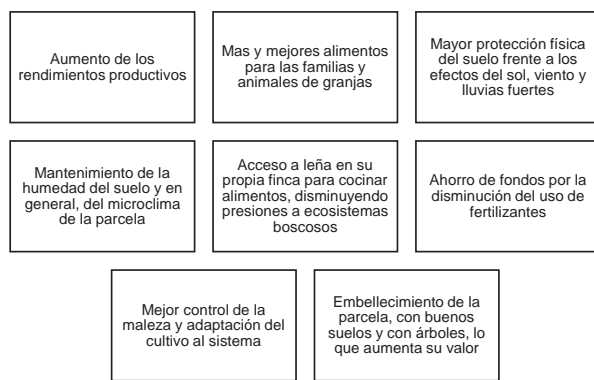 Aumento de los
rendimientos productivos
Mas y mejores alimentos
para las familias y
animales de granjas
Mayor protección física
del suelo frente a los
efectos del sol, viento y
lluvias fuertes
Mantenimiento de la
humedad del suelo y en
general, del microclima
de la parcela
Acceso a leña en su
propia finca para cocinar
alimentos, disminuyendo
presiones a ecosistemas
boscosos
Ahorro de fondos por la
disminución del uso de
fertilizantes
Mejor control de la
maleza y adaptación del
cultivo al sistema
Embellecimiento de la
parcela, con buenos
suelos y con árboles, lo
que aumenta su valor